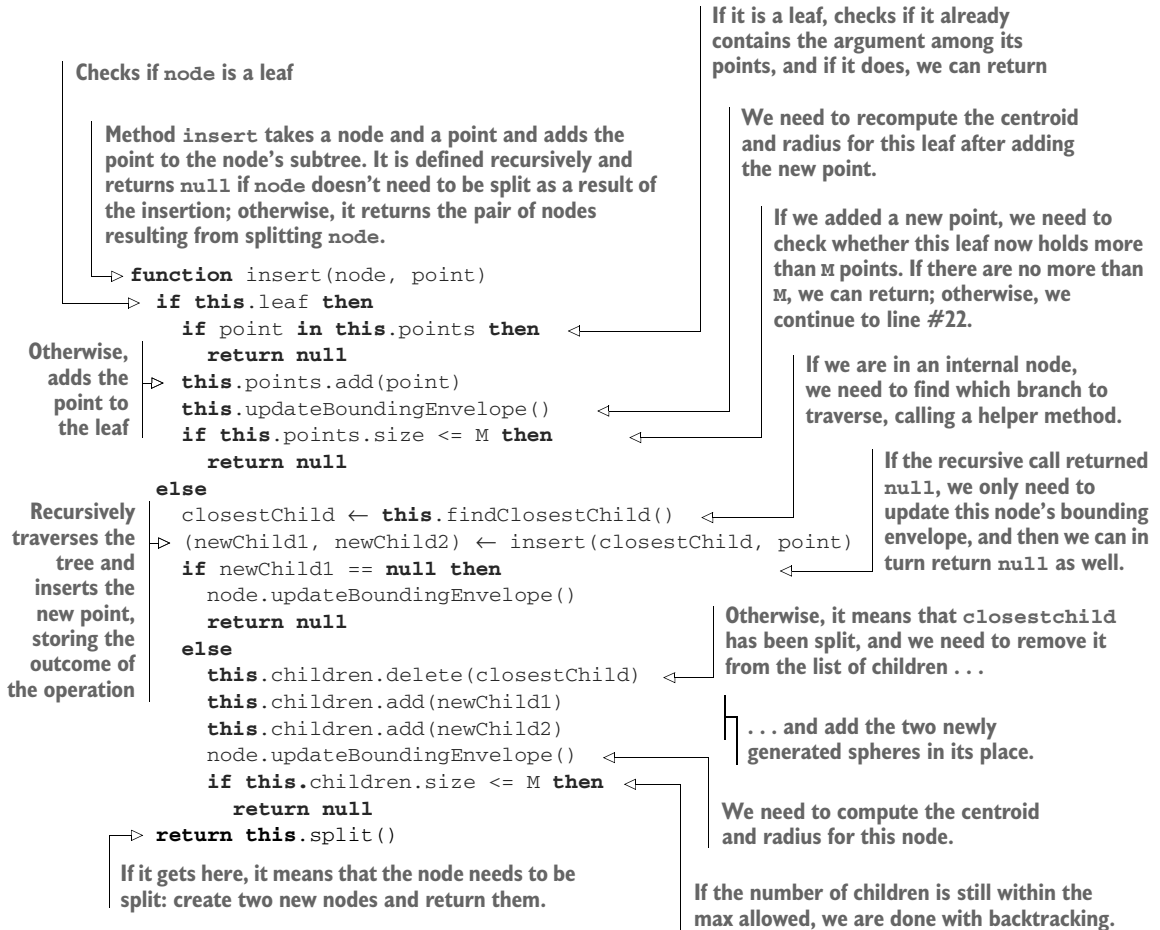 If it is a leaf, checks if it already
contains the argument among its
points, and if it does, we can return
Checks if node is a leaf
We need to recompute the centroid
and radius for this leaf after adding
the new point.
Method insert takes a node and a point and adds the
point to the node's subtree. It is defined recursively and
returns null if node doesn't need to be split as a result of
the insertion; otherwise, it returns the pair of nodes
resulting from splitting node.
If we added a new point, we need to
check whether this leaf now holds more
than M points. If there are no more than
M, we can return; otherwise, we
continue to line #22.
function insert(node, point)
if this.leaf then
if point in this.points then
return null
Otherwise,
adds the
point to
the leaf
this.points.add(point)
this.updateBoundingEnvelope()
if this.points.size <= M then
return null
If we are in an internal node,
we need to find which branch to
traverse, calling a helper method.
else
closestChild ← this.findClosestChild()
(newChild1, newChild2) ← insert(closestChild, point)
if newChild1 == null then
node.updateBoundingEnvelope()
return null
If the recursive call returned
null, we only need to
update this node's bounding
envelope, and then we can in
turn return null as well.
Recursively
traverses the
tree and
inserts the
new point,
storing the
outcome of
the operation
else
this.children.delete(closestChild)
this.children.add(newChild1)
this.children.add(newChild2)
node.updateBoundingEnvelope()
if this.children.size <= M then
return null
return this.split()
Otherwise, it means that closestchild
has been split, and we need to remove it
from the list of children . . .
. . . and add the two newly
generated spheres in its place.
We need to compute the centroid
and radius for this node.
If it gets here, it means that the node needs to be
split: create two new nodes and return them.
If the number of children is still within the
max allowed, we are done with backtracking.